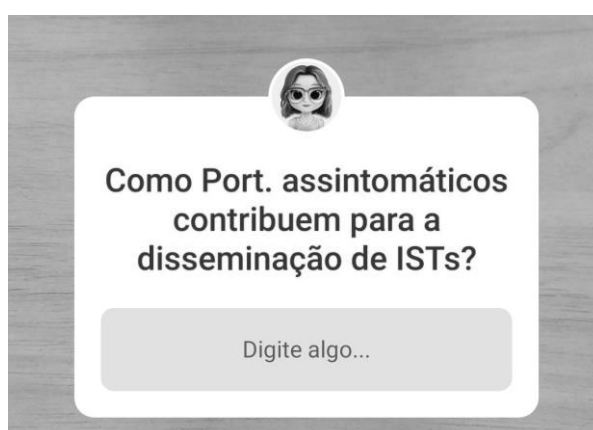 Como Port. assintomáticos
contribuem para a
disseminação de ISTs?
Digite algo...